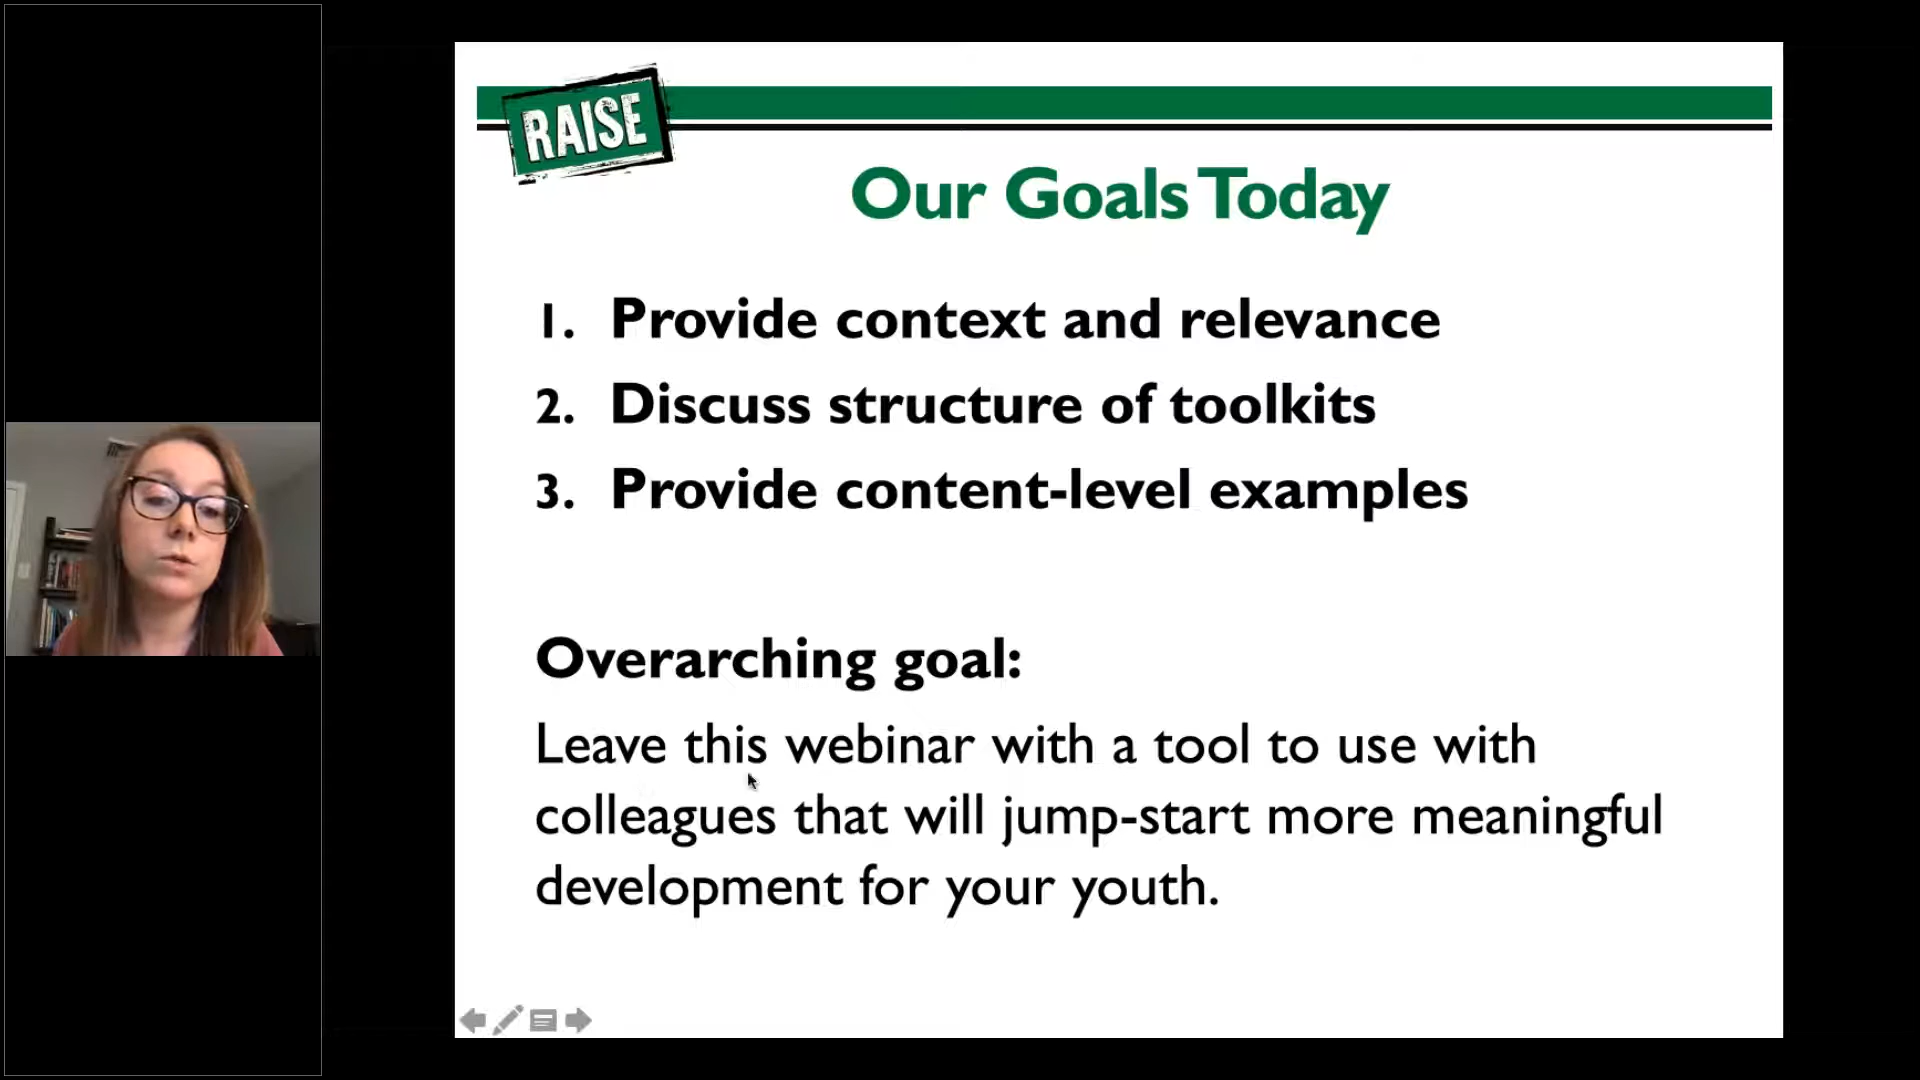 RAISE
Our Goals Today
1. Provide context and relevance
2. Discuss structure of toolkits
3. Provide content-level examples
Overarching goal:
Leave this webinar with a tool to use with
colleagues that will jump-start more meaningful
development for your youth.